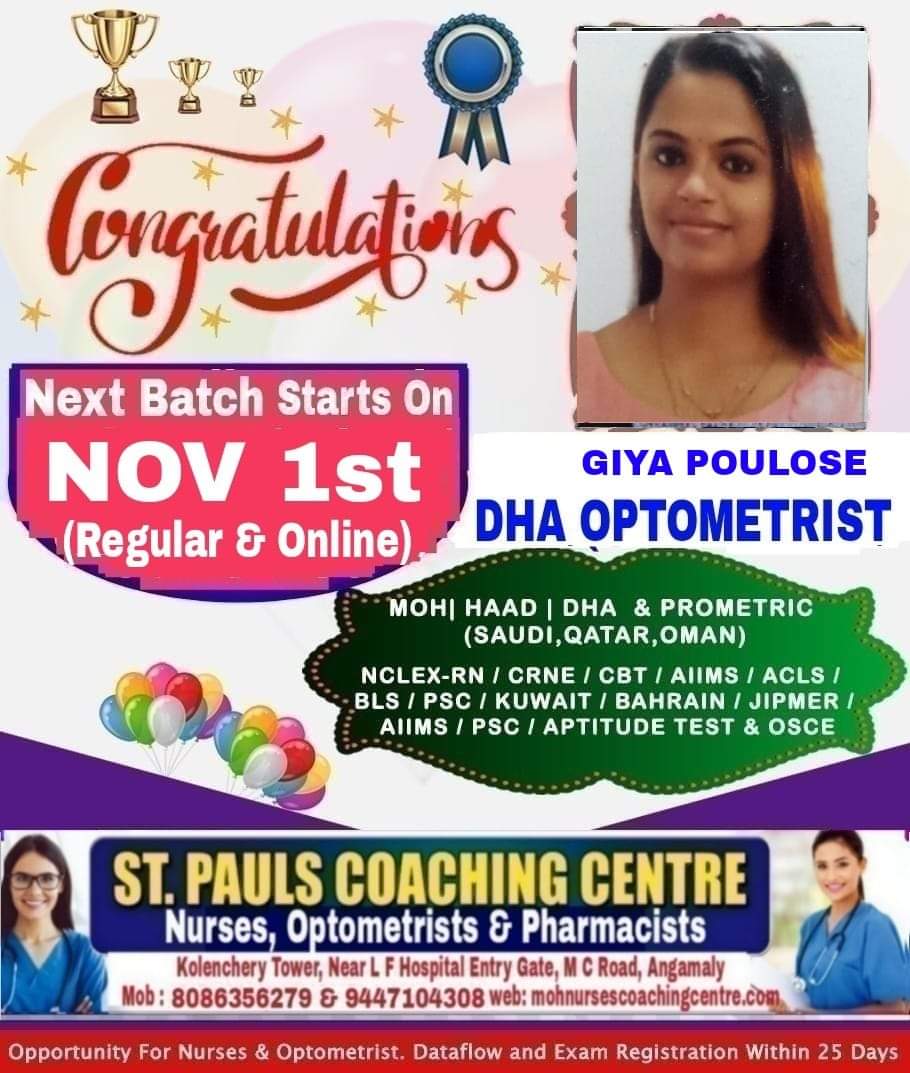 Congratulations
Next Batch Starts On
NOV 1st
(Regular & Online)
GIYA POULOSE
DHA OPTOMETRIST
MOH| HAAD | DHA & PROMETRIC
(SAUDI,QATAR,OMAN)
NCLEX-RN / CRNE / CBT / AIIMS / ACLS /
BLS / PSC / KUWAIT / BAHRAIN / JIPMER /
AIIMS / PSC / APTITUDE TEST & OSCE
ST. PAULS COACHING CENTRE
Nurses, Optometrists & Pharmacists
Kolenchery Tower, Near L F Hospital Entry Gate, M C Road, Angamaly
Mob : 8086356279 & 9447104308 web: mohnursescoachingcentre.com
Opportunity For Nurses & Optometrist. Dataflow and Exam Registration Within 25 Days